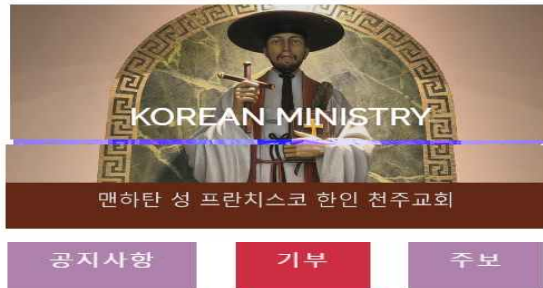 KOREAN MINISTRY
맨하탄 성 프란치스코 한인 천주교회
공지사항
기부
주보